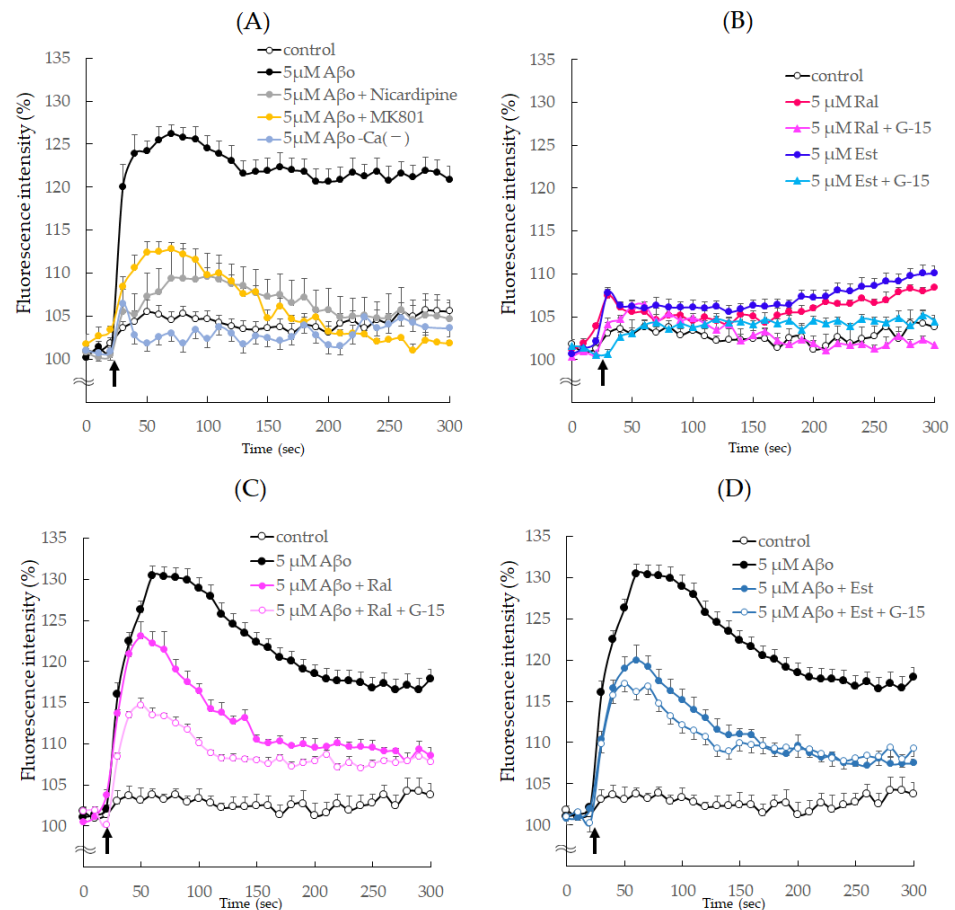 (A)
Fluorescence intensity (%)
control
5μM Aβo
5μM Aβo + Nicardipine
5μM Aβo + MK801
5μM Aβo -Ca(−)
135
130
125
120
115
110
105
100
0 50 100 150 200 250 300
Time (sec)
(B)
Fluorescence intensity (%)
control
5 μM Ral
5 μM Ral + G-15
5 μM Est
5 μM Est + G-15
135
130
125
120
115
110
105
100
0 50 100 150 200 250 300
Time (sec)
(C)
Fluorescence intensity (%)
control
5 μM Aβo
5 μM Aβo + Ral
5 μM Aβo + Ral + G-15
135
130
125
120
115
110
105
100
0 50 100 150 200 250 300
Time (sec)
(D)
Fluorescence intensity (%)
control
5 μM Aβo
5 μM Aβo + Est
5 μM Aβo + Est + G-15
135
130
125
120
115
110
105
100
0 50 100 150 200 250 300
Time (sec)